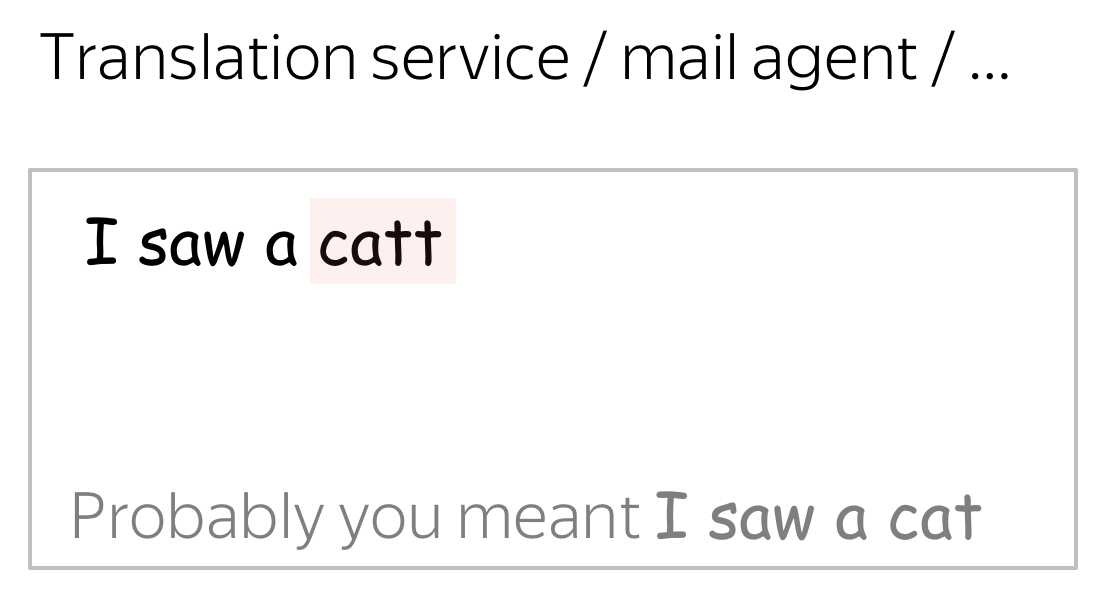 Translation service / mail agent / ...
I saw a catt
Probably you meant I saw a cat